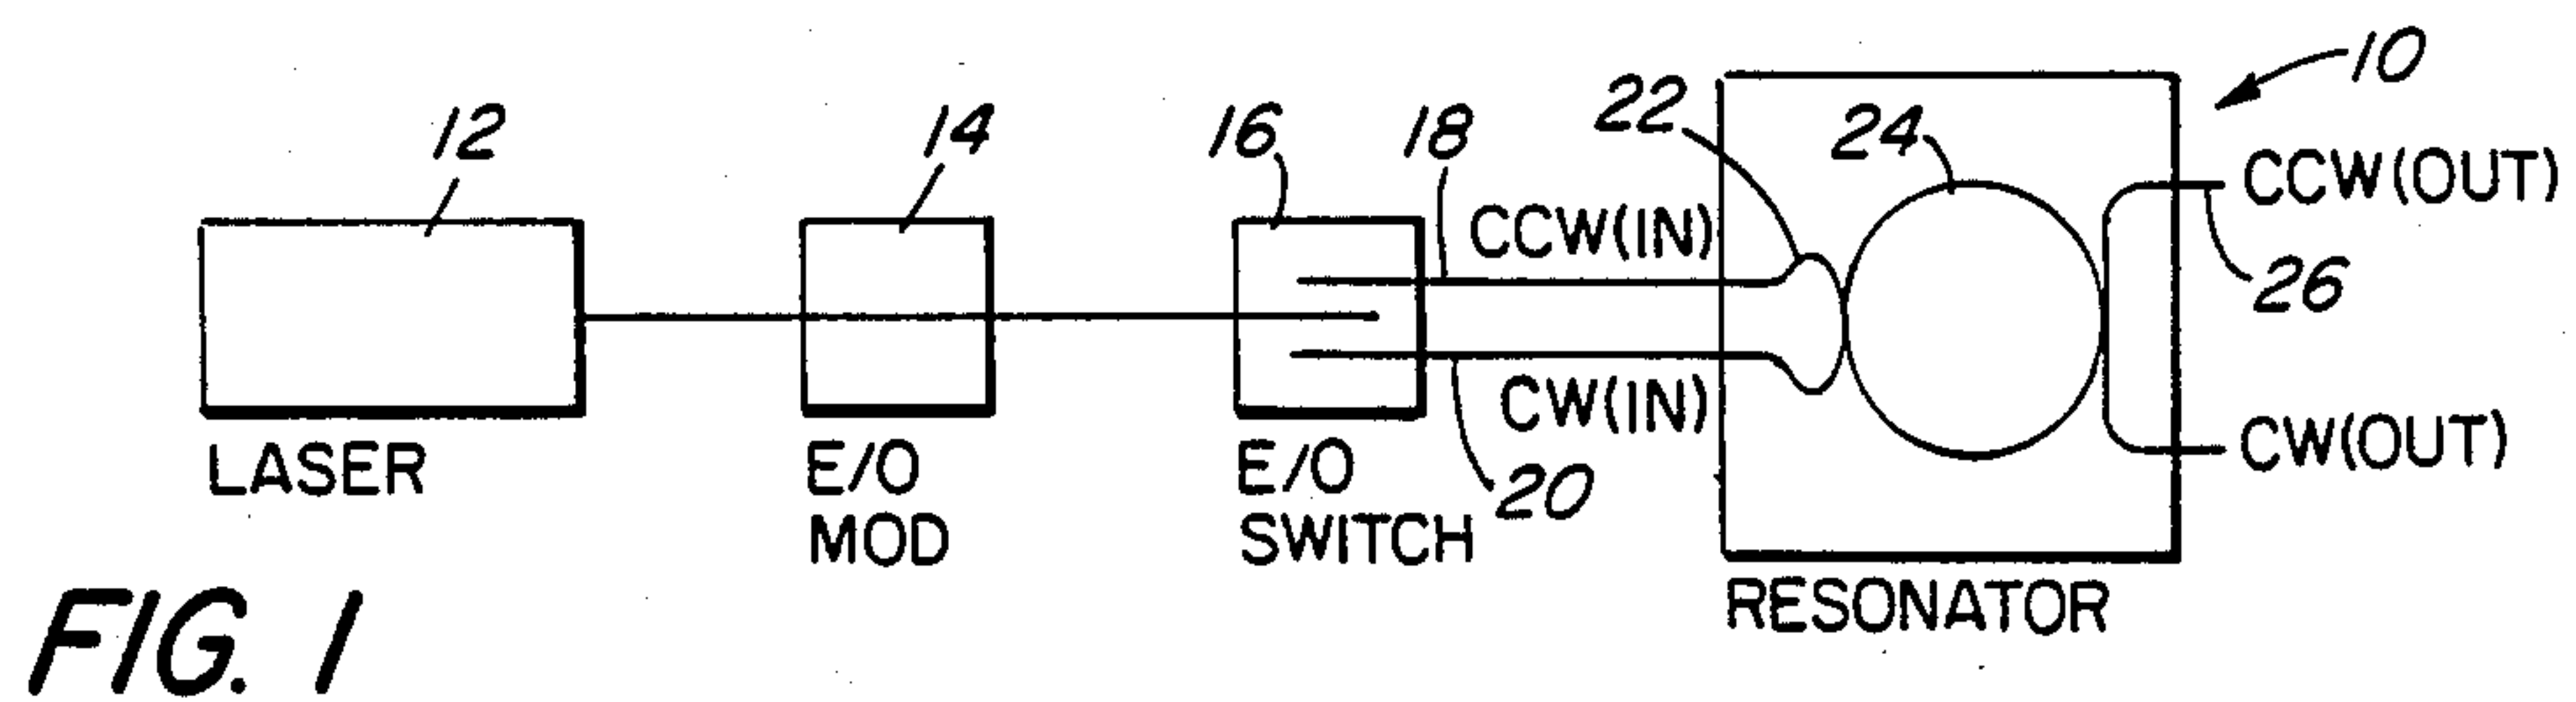 10
12
14
16
18
22
24
CCW(OUT)
CCW(IN)
26
CW(IN)
CW(OUT)
20
LASER
E/O
MOD
E/O
SWITCH
RESONATOR
FIG. 1